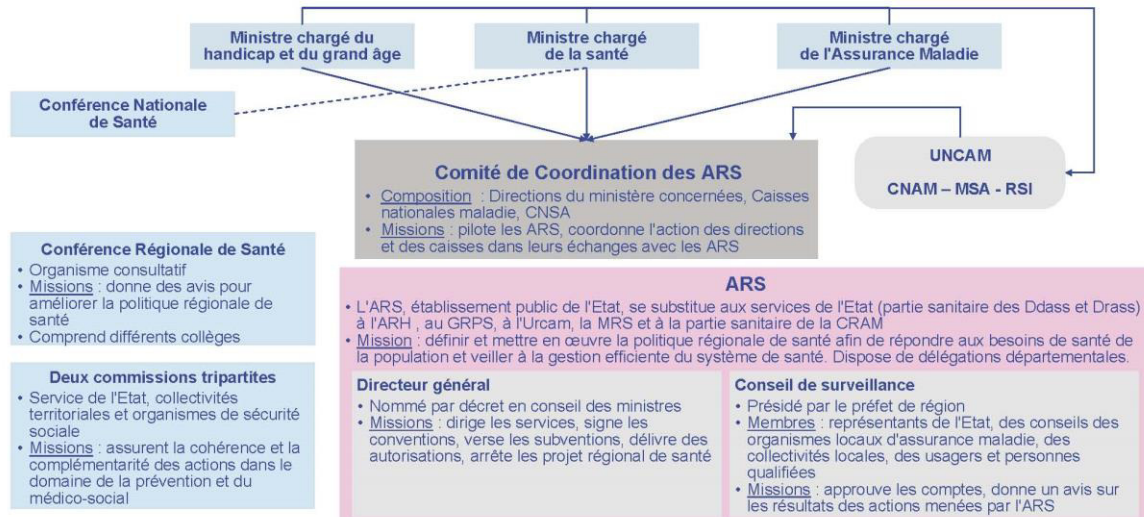 Ministre chargé du
handicap et du grand âge
Ministre chargé
de la santé
Ministre chargé
de l'Assurance Maladie
Conférence Nationale
de Santé
UNCAM
CNAM – MSA - RSI
Comité de Coordination des ARS
• Composition : Directions du ministère concernées, Caisses
nationales maladie, CNSA
• Missions : pilote les ARS, coordonne l'action des directions
et des caisses dans leurs échanges avec les ARS
Conférence Régionale de Santé
• Organisme consultatif
• Missions : donne des avis pour
améliorer la politique régionale de
santé
• Comprend différents collèges
Deux commissions tripartites
• Service de l'Etat, collectivités
territoriales et organismes de sécurité
sociale
• Missions : assurent la cohérence et la
complémentarité des actions dans le
domaine de la prévention et du
médico-social
ARS
• L'ARS, établissement public de l'Etat, se substitue aux services de l'Etat (partie sanitaire des Ddass et Drass)
à l'ARH , au GRPS, à l'Urcam, la MRS et à la partie sanitaire de la CRAM
• Mission : définir et mettre en œuvre la politique régionale de santé afin de répondre aux besoins de santé de
la population et veiller à la gestion efficiente du système de santé. Dispose de délégations départementales.
Directeur général
• Nommé par décret en conseil des ministres
• Missions : dirige les services, signe les
conventions, verse les subventions, délivre des
autorisations, arrête les projet régional de santé
Conseil de surveillance
• Présidé par le préfet de région
• Membres : représentants de l'Etat, des conseils des
organismes locaux d'assurance maladie, des
collectivités locales, des usagers et personnes
qualifiées
• Missions : approuve les comptes, donne un avis sur
les résultats des actions menées par l'ARS